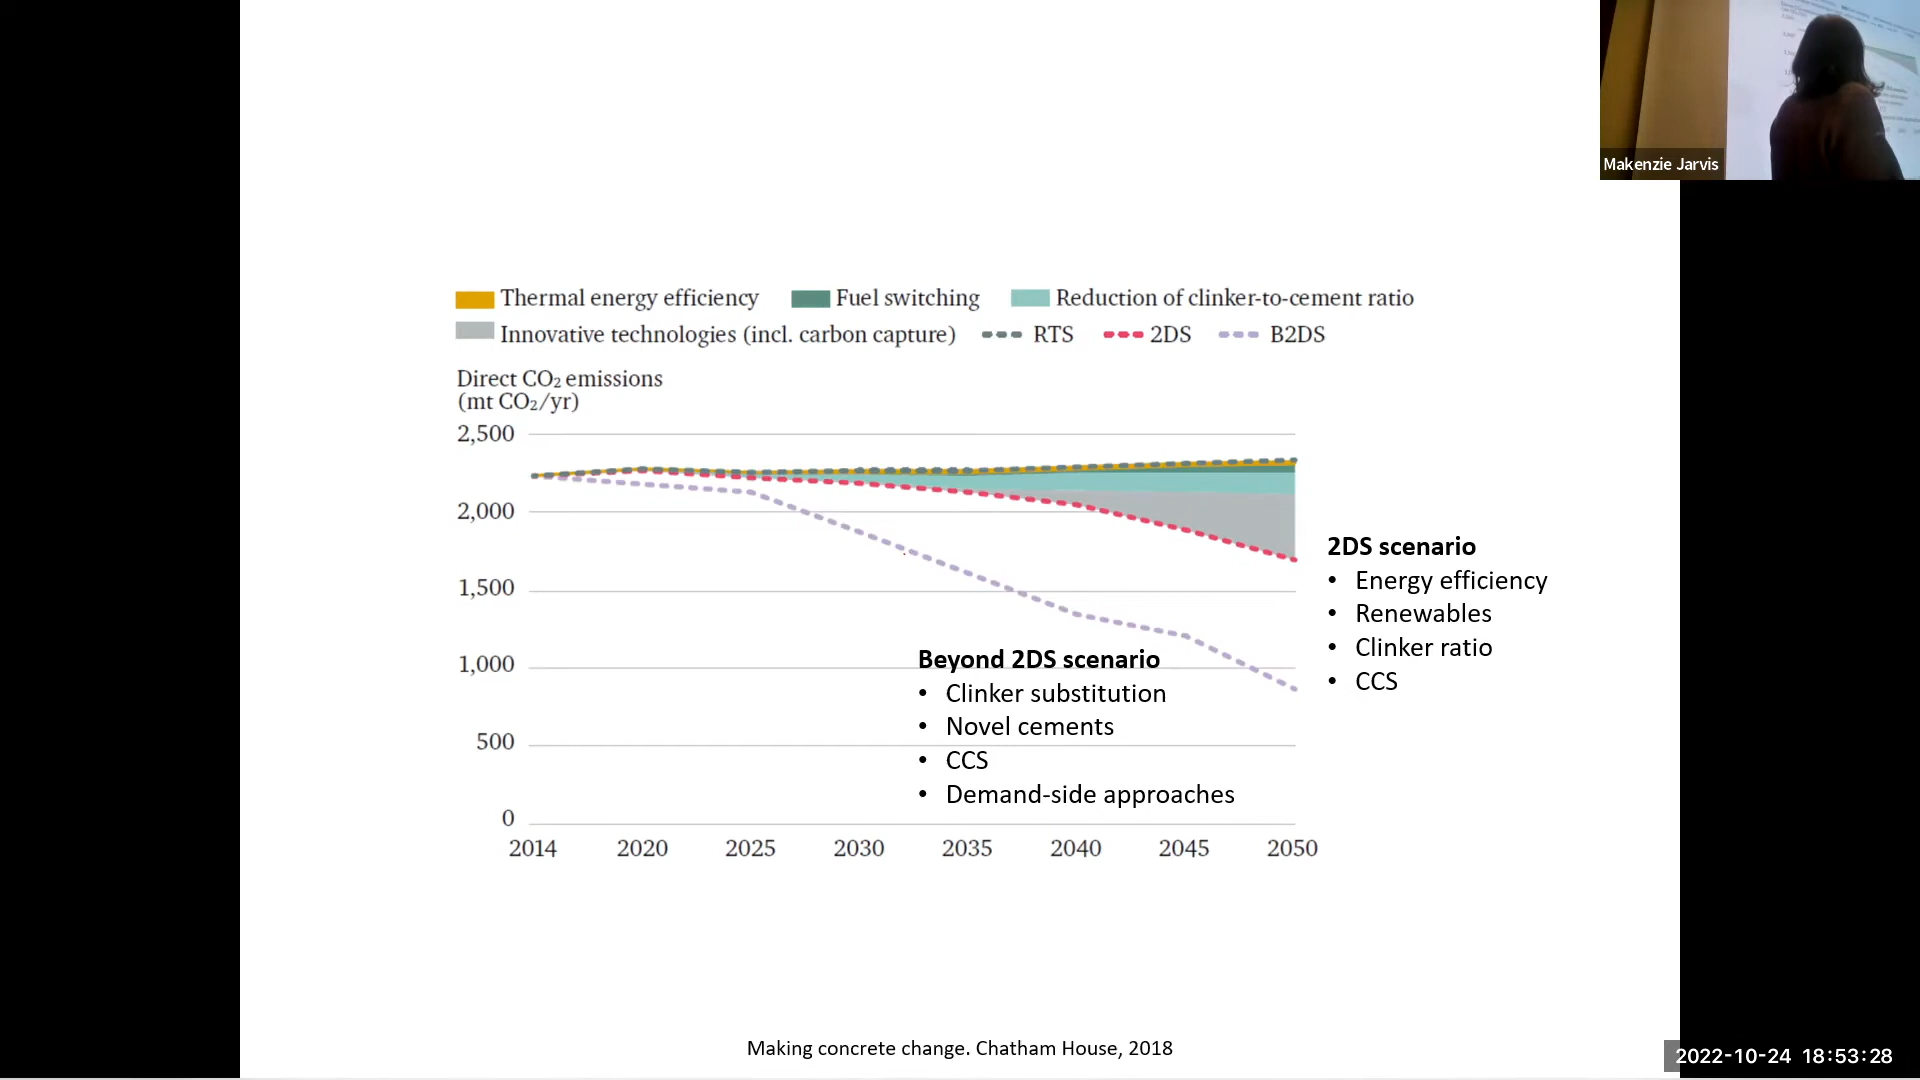 Makenzie Jarvis
Thermal energy efficiency Fuel switching Reduction of clinker-to-cement ratio
Innovative technologies (incl. carbon capture) RTS 2DS B2DS
Direct CO₂ emissions
(mt CO₂/yr)
2,500
2,000
1,500
1,000
500
0
2014 2020 2025 2030 2035 2040 2045 2050
2DS scenario
• Energy efficiency
• Renewables
• Clinker ratio
• CCS
Beyond 2DS scenario
• Clinker substitution
• Novel cements
• CCS
• Demand-side approaches
Making concrete change. Chatham House, 2018
2022-10-24 18:53:28